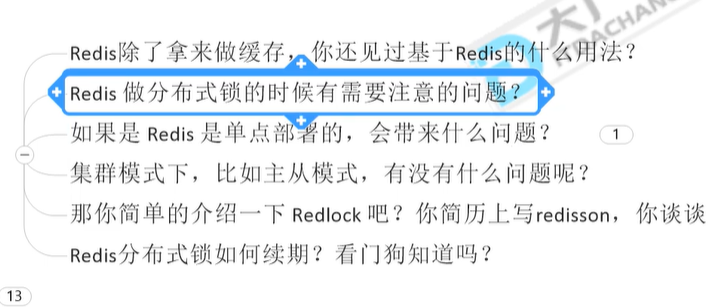 Redis除了拿来做缓存，你还见过基于Redis的什么用法？
Redis 做分布式锁的时候有需要注意的问题？
如果是 Redis 是单点部署的，会带来什么问题？ 1
集群模式下，比如主从模式，有没有什么问题呢？
那你简单的介绍一下 Redlock 吧？你简历上写redisson，你谈谈
Redis分布式锁如何续期？看门狗知道吗？
13